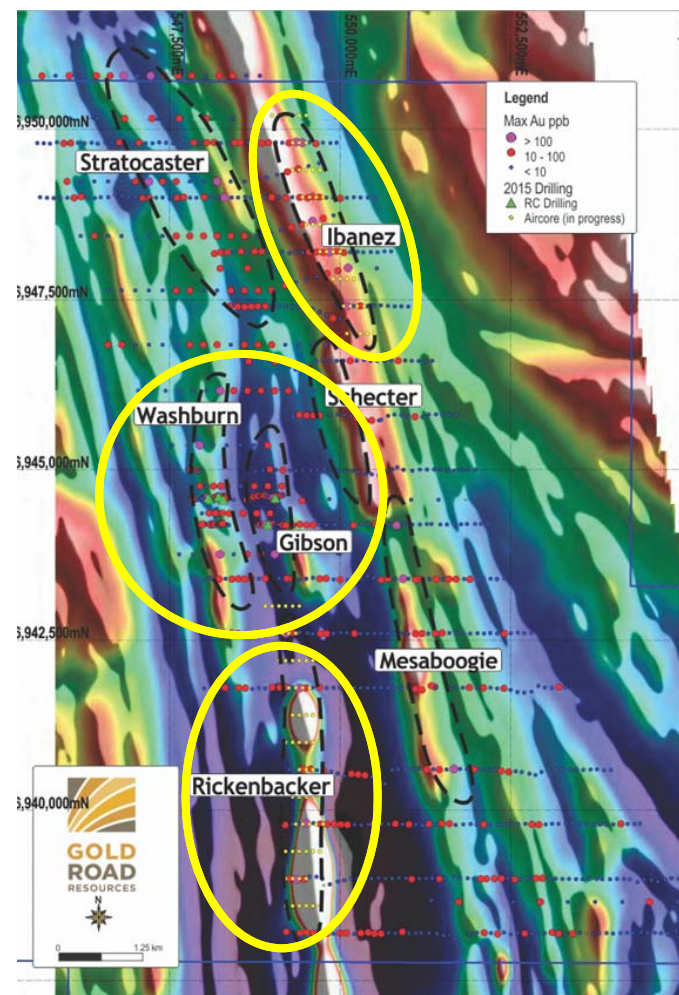 547,500mE
550,000mE
552,500mE
6,950,000mN
Legend
Max Au ppb
> 100
10 - 100
< 10
2015 Drilling
RC Drilling
Aircore (in progress)
Stratocaster
Ibanez
6,947,500mN
Schecter
Washburn
6,945,000mN
Gibson
6,942,500mN
Mesaboogie
Rickenbacker
6,940,000mN
GOLD
ROAD
RESOURCES
N
0 1.25 km